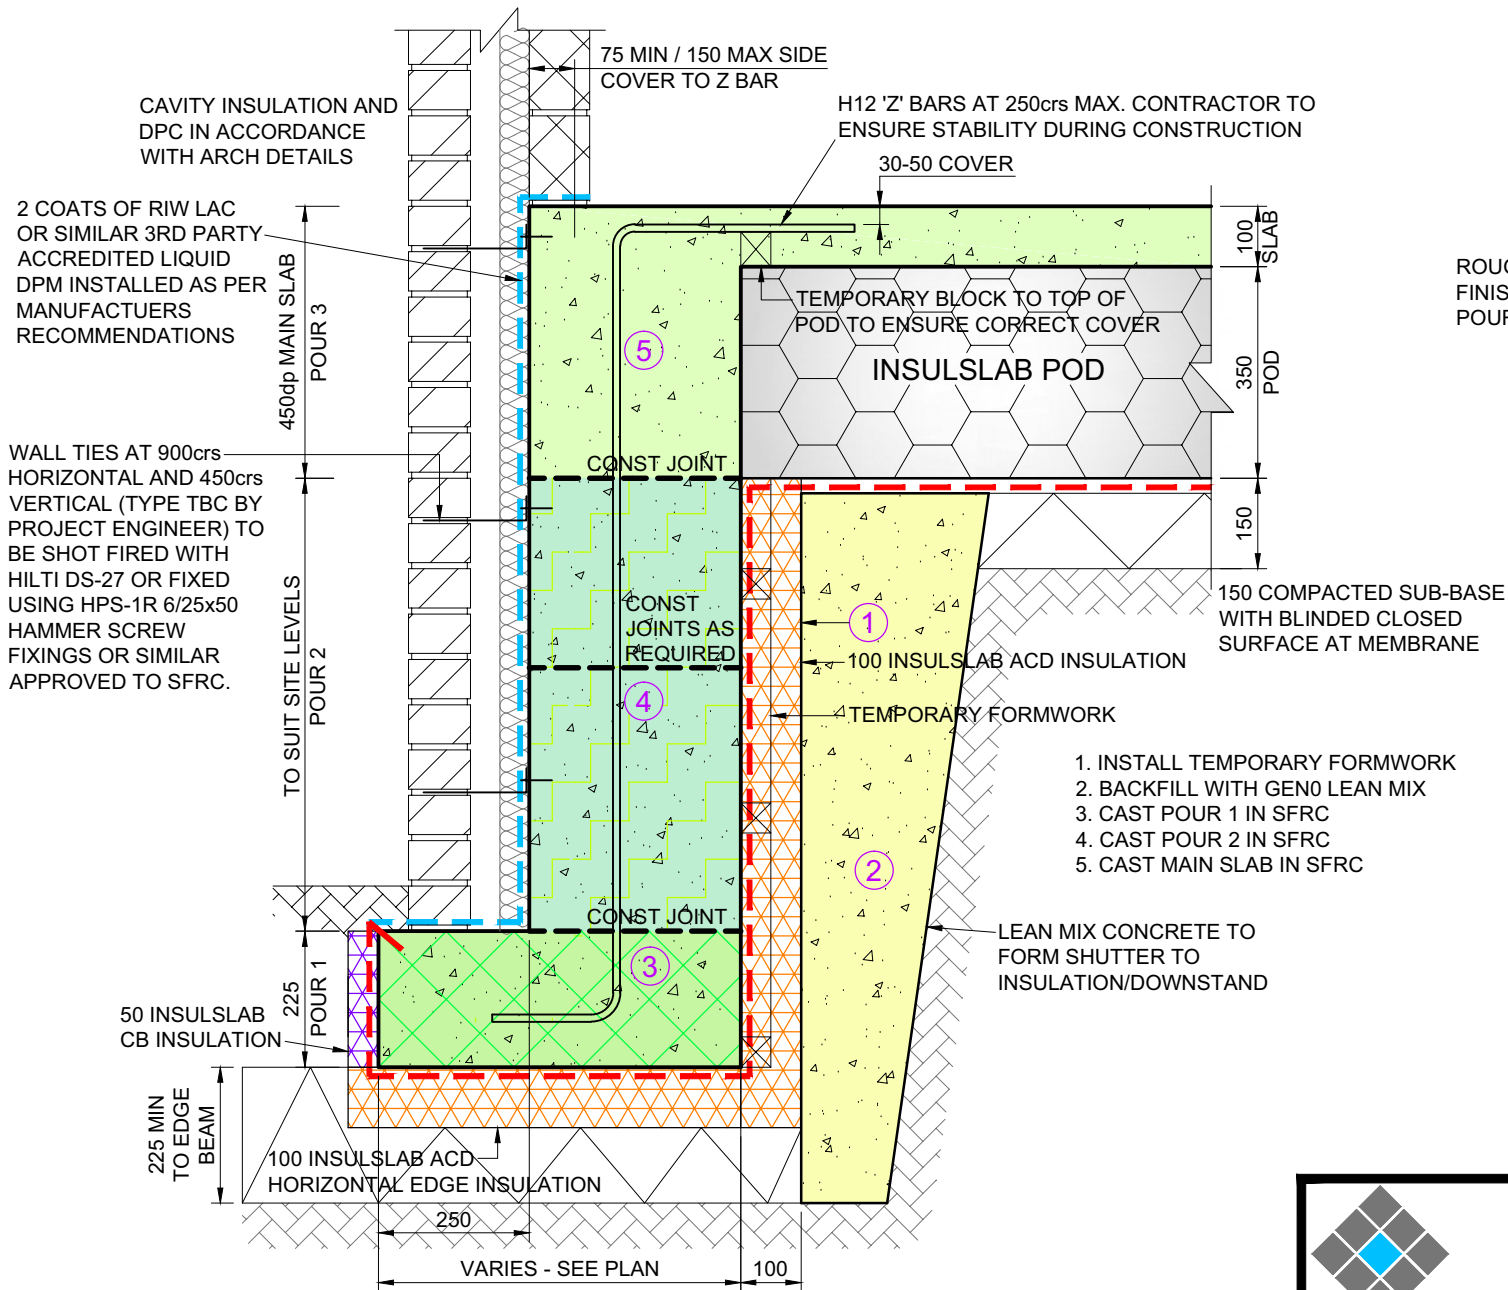 75 MIN / 150 MAX SIDE
COVER TO Z BAR
CAVITY INSULATION AND
DPC IN ACCORDANCE
WITH ARCH DETAILS
H12 'Z' BARS AT 250crs MAX. CONTRACTOR TO
ENSURE STABILITY DURING CONSTRUCTION
30-50 COVER
2 COATS OF RIW LAC
OR SIMILAR 3RD PARTY
ACCREDITED LIQUID
DPM INSTALLED AS PER
MANUFACTUERS
RECOMMENDATIONS
450dp MAIN SLAB
POUR 3
100
SLAB
TEMPORARY BLOCK TO TOP OF
POD TO ENSURE CORRECT COVER
INSULSLAB POD
350
POD
ROUG
FINIS
POUR
5
WALL TIES AT 900crs
HORIZONTAL AND 450crs
VERTICAL (TYPE TBC BY
PROJECT ENGINEER) TO
BE SHOT FIRED WITH
HILTI DS-27 OR FIXED
USING HPS-1R 6/25x50
HAMMER SCREW
FIXINGS OR SIMILAR
APPROVED TO SFRC.
CONST JOINT
TO SUIT SITE LEVELS
POUR 2
150
CONST
JOINTS AS
REQUIRED
1
150 COMPACTED SUB-BASE
WITH BLINDED CLOSED
SURFACE AT MEMBRANE
100 INSULSLAB ACD INSULATION
4
TEMPORARY FORMWORK
1. INSTALL TEMPORARY FORMWORK
2. BACKFILL WITH GEN0 LEAN MIX
3. CAST POUR 1 IN SFRC
4. CAST POUR 2 IN SFRC
5. CAST MAIN SLAB IN SFRC
2
CONST JOINT
3
LEAN MIX CONCRETE TO
FORM SHUTTER TO
INSULATION/DOWNSTAND
225
POUR 1
50 INSULSLAB
CB INSULATION
225 MIN
TO EDGE
BEAM
100 INSULSLAB ACD
HORIZONTAL EDGE INSULATION
250
VARIES - SEE PLAN
100